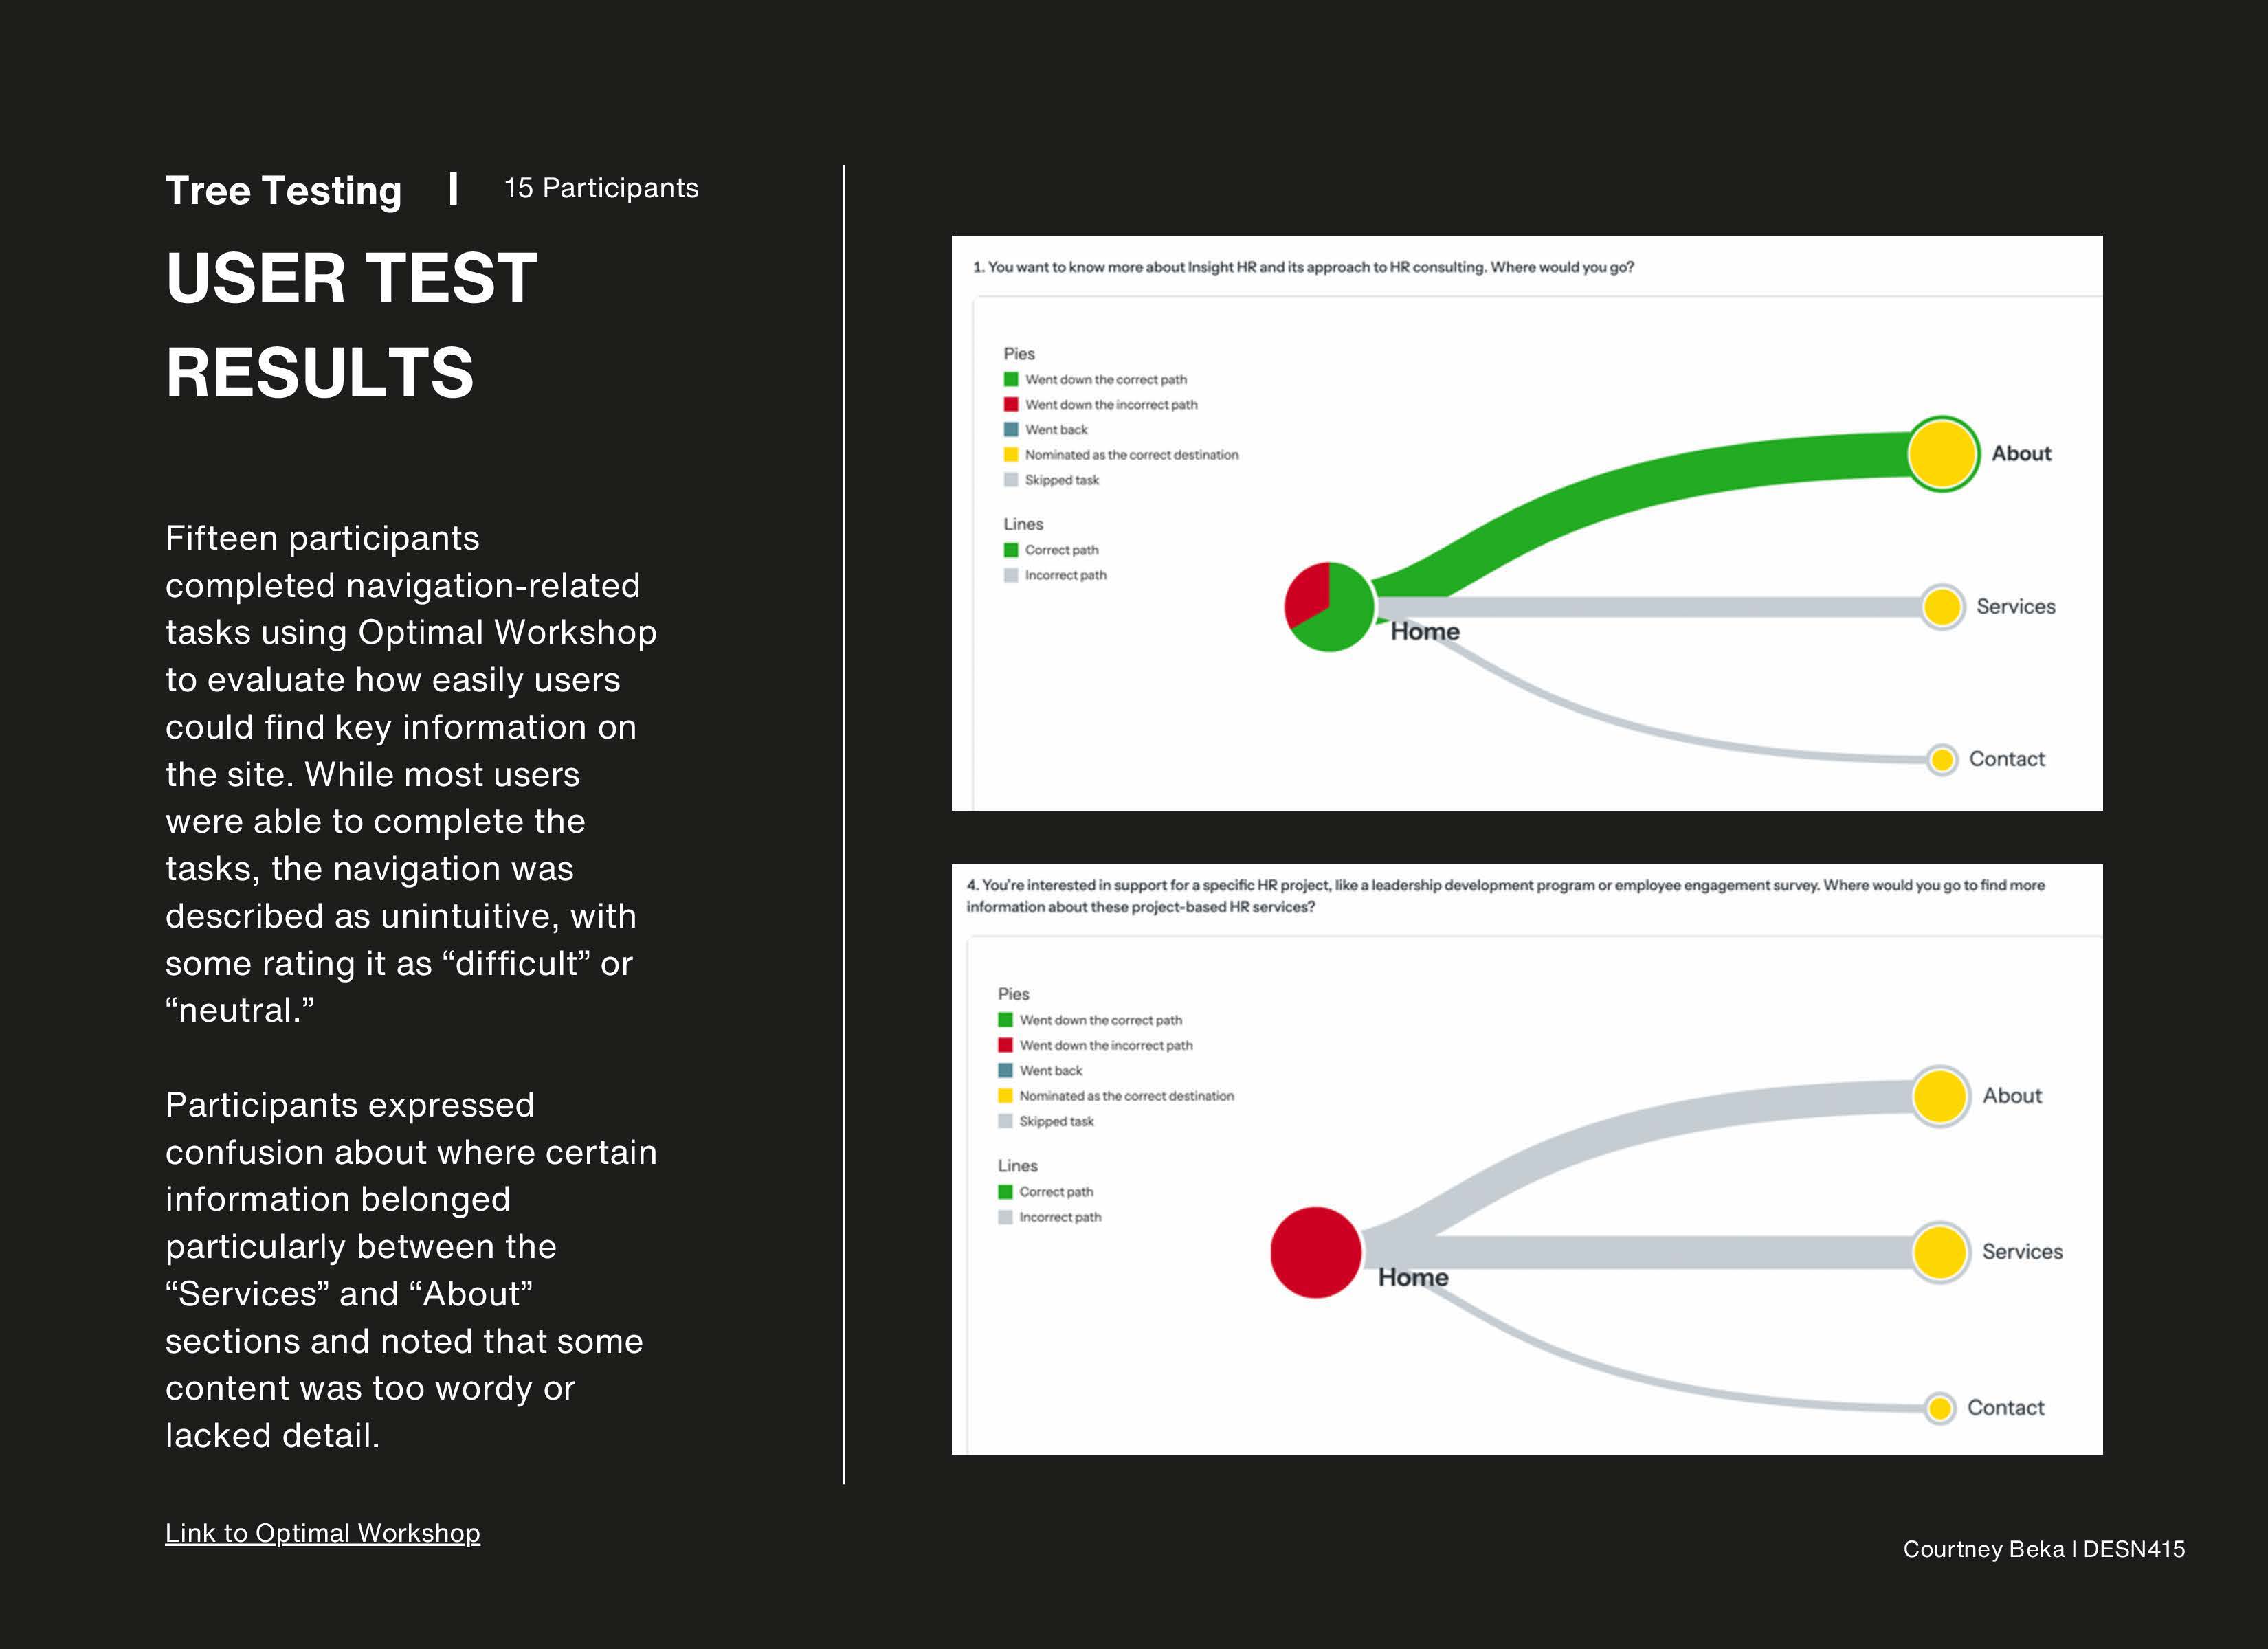 Tree Testing | 15 Participants
USER TEST
RESULTS
Fifteen participants
completed navigation-related
tasks using Optimal Workshop
to evaluate how easily users
could find key information on
the site. While most users
were able to complete the
tasks, the navigation was
described as unintuitive, with
some rating it as “difficult” or
“neutral.”
Participants expressed
confusion about where certain
information belonged
particularly between the
“Services” and “About”
sections and noted that some
content was too wordy or
lacked detail.
Link to Optimal Workshop
1. You want to know more about Insight HR and its approach to HR consulting. Where would you go?
Pies
Went down the correct path
Went down the incorrect path
Went back
Nominated as the correct destination
Skipped task
Lines
Correct path
Incorrect path
About
Services
Home
Contact
4. You're interested in support for a specific HR project, like a leadership development program or employee engagement survey. Where would you go to find more
information about these project-based HR services?
Pies
Went down the correct path
Went down the incorrect path
Went back
Nominated as the correct destination
Skipped task
Lines
Correct path
Incorrect path
About
Services
Home
Contact
Courtney Beka | DESN415